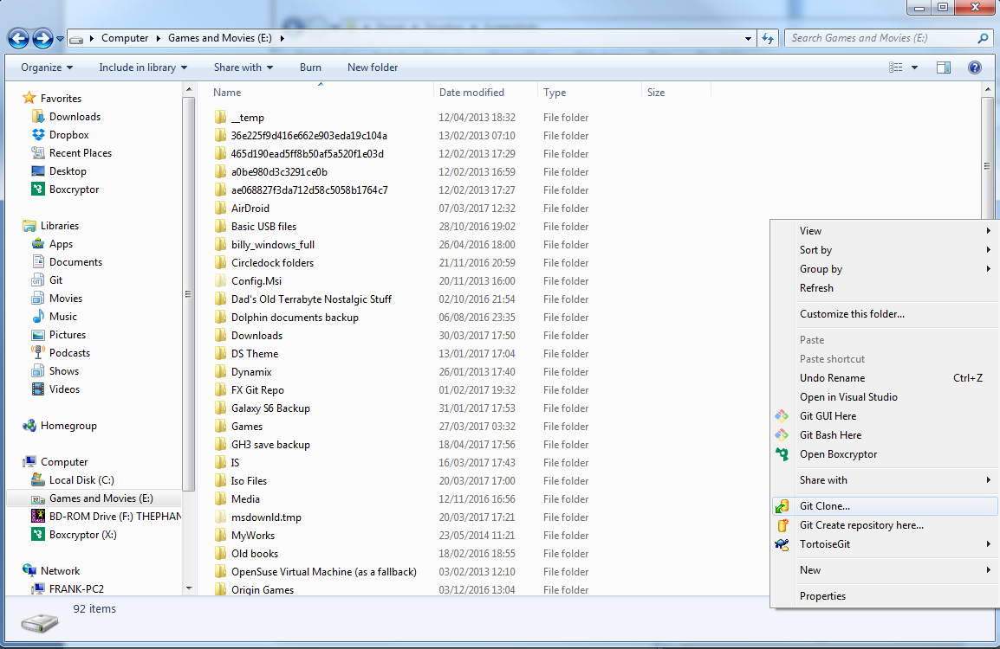 Computer Games and Movies (E:) Search Games and Movies (E:)
Organize Include in library Share with Burn New folder
Favorites
Downloads
Dropbox
Recent Places
Desktop
Boxcryptor
Libraries
Apps
Documents
Git
Movies
Music
Pictures
Podcasts
Shows
Videos
Homegroup
Computer
Local Disk (C:)
Games and Movies (E:)
BD-ROM Drive (F:) THEPHAN
Boxcryptor (X:)
Network
FRANK-PC2
Name Date modified Type Size
__temp 12/04/2013 18:32 File folder
36e225f9d416e662e903eda19c104a 13/02/2013 07:10 File folder
465d190ead5ff8b50af5a520f1e03d 12/02/2013 17:29 File folder
a0be980d3c3291ce0b 12/02/2013 16:59 File folder
ae068827f3da712d58c5058b1764c7 12/02/2013 17:27 File folder
AirDroid 07/03/2017 12:32 File folder
Basic USB files 28/10/2016 19:02 File folder
billy_windows_full 26/04/2016 18:00 File folder
Circledock folders 21/11/2016 20:59 File folder
Config.Msi 20/11/2013 16:00 File folder
Dad's Old Terrabyte Nostalgic Stuff 02/10/2016 21:54 File folder
Dolphin documents backup 06/08/2016 23:35 File folder
Downloads 30/03/2017 17:50 File folder
DS Theme 13/01/2017 17:04 File folder
Dynamix 26/01/2013 17:40 File folder
FX Git Repo 01/02/2017 19:32 File folder
Galaxy S6 Backup 31/01/2017 17:53 File folder
Games 27/03/2017 03:32 File folder
GH3 save backup 18/04/2017 17:56 File folder
IS 16/03/2017 17:43 File folder
Iso Files 20/03/2017 17:00 File folder
Media 12/11/2016 16:56 File folder
msdownld.tmp 20/03/2017 17:21 File folder
MyWorks 23/05/2014 11:21 File folder
Old books 18/02/2016 18:55 File folder
OpenSuse Virtual Machine (as a fallback) 03/02/2013 12:10 File folder
Origin Games 03/12/2016 13:04 File folder
View
Sort by
Group by
Refresh
Customize this folder...
Paste
Paste shortcut
Undo Rename Ctrl+Z
Open in Visual Studio
Git GUI Here
Git Bash Here
Open Boxcryptor
Share with
Git Clone...
Git Create repository here...
TortoiseGit
New
Properties
92 items